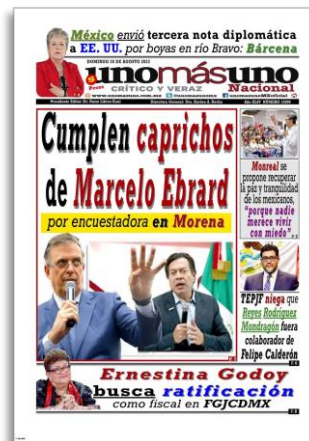 México envió tercera nota diplomática
a EE. UU. por boyas en río Bravo: Bárcena
unomásuno
CRÍTICO Y VERAZ
Nacional
Cumplen caprichos
de Marcelo Ebrard
por encuestadora en Morena
Monreal se
propone recuperar
la paz y tranquilidad
de los mexicanos,
"porque nadie
merece vivir
con miedo"
TEPJF niega que
Reyes Rodríguez
Mondragón fuera
colaborador de
Felipe Calderón
Ernestina Godoy
busca ratificación
como fiscal en FGJCDMX